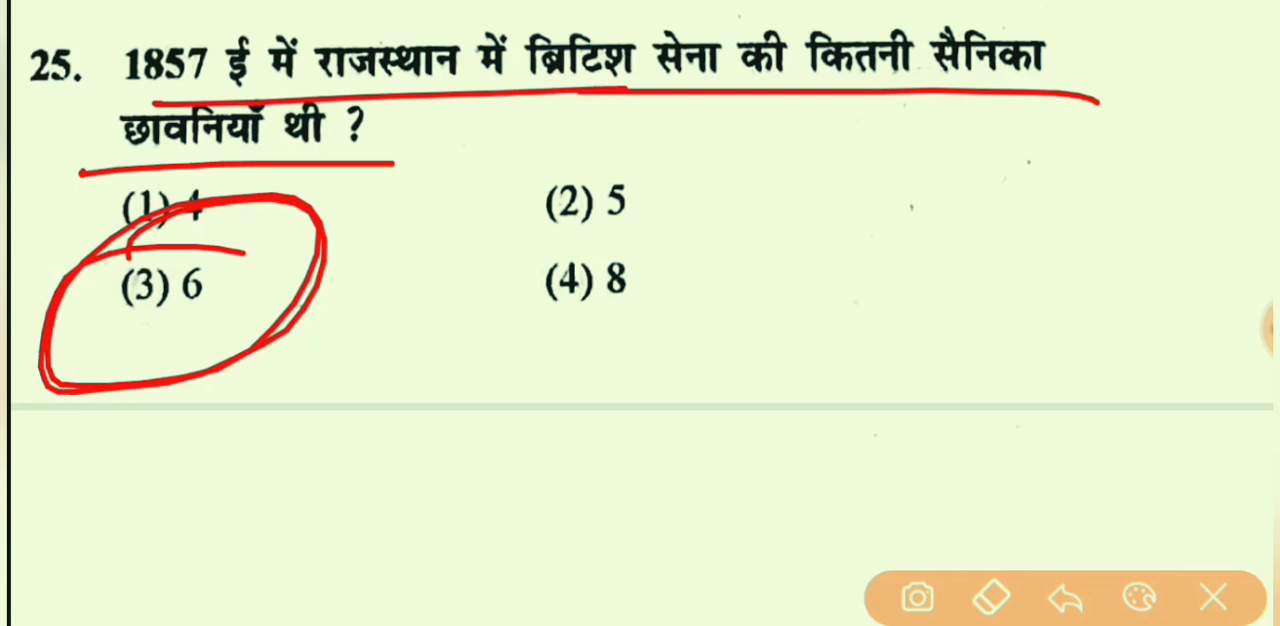 25. 1857 ई में राजस्थान में ब्रिटिश सेना की कितनी सैनिका
छावनियाँ थी ?
(1) 4 (2) 5
(3) 6 (4) 8